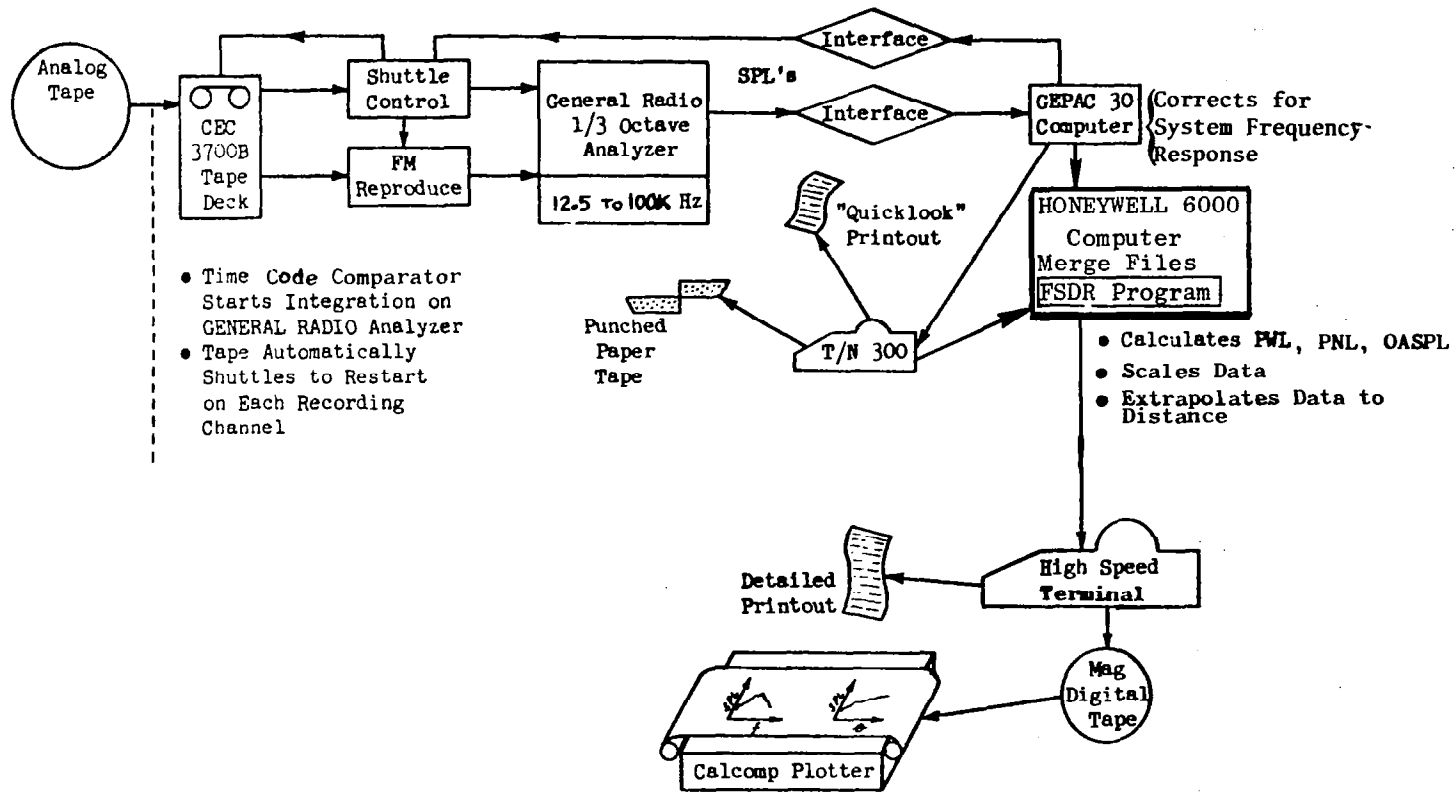 Analog
Tape
CEC
3700B
Tape
Deck
Shuttle
Control
FM
Reproduce
General Radio
1/3 Octave
Analyzer
12.5 TO 100K Hz
Interface
SPL's
Interface
GEPAC 30
Computer
Corrects for
System Frequency-
Response
HONEYWELL 6000
Computer
Merge Files
FSDR Program
"Quicklook"
Printout
Punched
Paper
Tape
T/N 300
• Time Code Comparator
Starts Integration on
GENERAL RADIO Analyzer
• Tape Automatically
Shuttles to Restart
on Each Recording
Channel
• Calculates PWL, PNL, OASPL
• Scales Data
• Extrapolates Data to
Distance
High Speed
Terminal
Detailed
Printout
Mag
Digital
Tape
SPL
f
SPL
θ
Calcomp Plotter